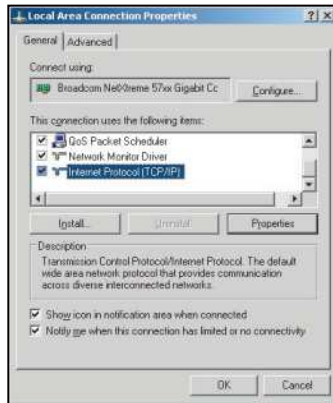 Local Area Connection Properties
General Advanced
Connect using:
Broadcom NetXtreme 57xx Gigabit Cc
Configure...
This connection uses the following items:
QoS Packet Scheduler
Network Monitor Driver
Internet Protocol (TCP/IP)
Install... Uninstall Properties
Description
Transmission Control Protocol/Internet Protocol. The default
wide area network protocol that provides communication
across diverse interconnected networks.
Show icon in notification area when connected
Notify me when this connection has limited or no connectivity
OK Cancel